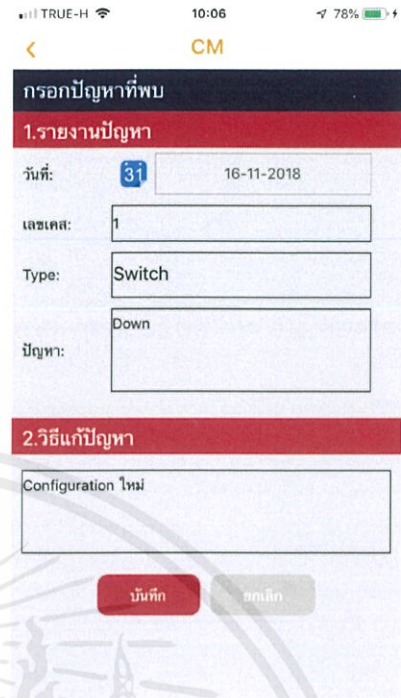 TRUE-H 10:06 78%
CM
กรอกปัญหาที่พบ
1.รายงานปัญหา
วันที่: 31 16-11-2018
เลขเคส: 1
Type: Switch
ปัญหา: Down
2.วิธีแก้ปัญหา
Configuration ใหม่
บันทึก ยกเลิก